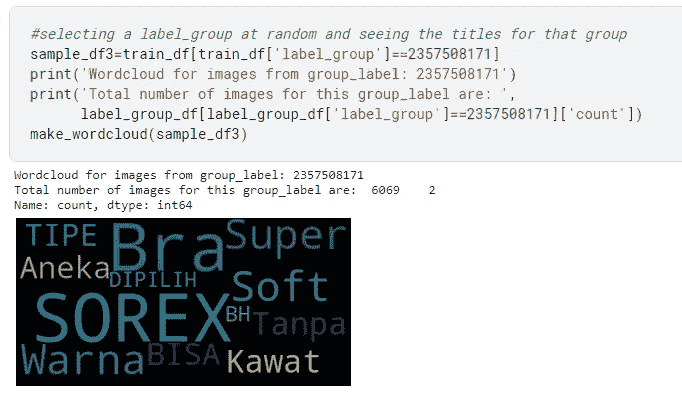 #selecting a label_group at random and seeing the titles for that group
sample_df3=train_df[train_df['label_group']==2357508171]
print('Wordcloud for images from group_label: 2357508171')
print('Total number of images for this group_label are: ',
label_group_df[label_group_df['label_group']==2357508171]['count'])
make_wordcloud(sample_df3)
Wordcloud for images from group_label: 2357508171
Total number of images for this group_label are:  6069    2
Name: count, dtype: int64
TIPE Bra Super
Aneka DIPILIH Soft
SOREX BH Tanpa
Warna BISA Kawat